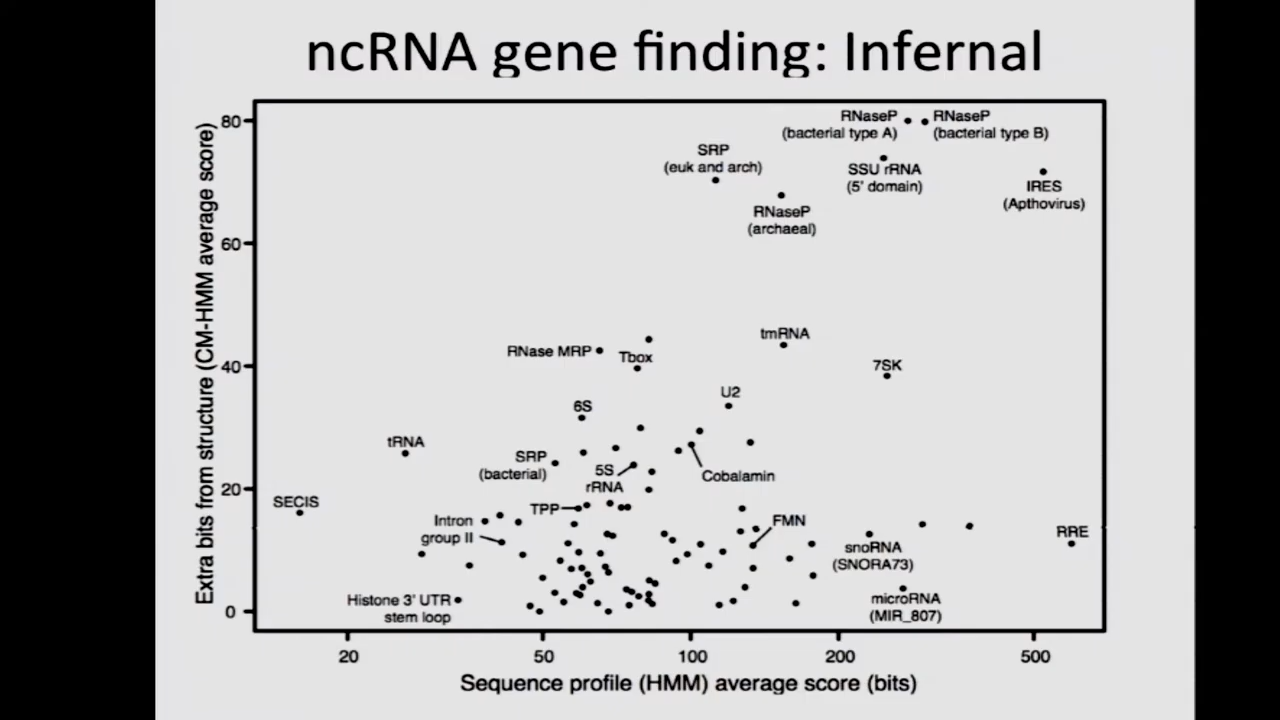 ncRNA gene finding: Infernal
80
60
40
20
0
Extra bits from structure (CM-HMM average score)
RNaseP
(bacterial type A)
RNaseP
(bacterial type B)
SRP
(euk and arch)
SSU rRNA
(5' domain)
IRES
(Apthovirus)
RNaseP
(archaeal)
tmRNA
RNase MRP
Tbox
7SK
U2
6S
tRNA
SRP
(bacterial)
5S
rRNA
Cobalamin
SECIS
TPP
Intron
group II
FMN
snoRNA
(SNORA73)
RRE
Histone 3' UTR
stem loop
microRNA
(MIR_807)
20
50
100
200
500
Sequence profile (HMM) average score (bits)